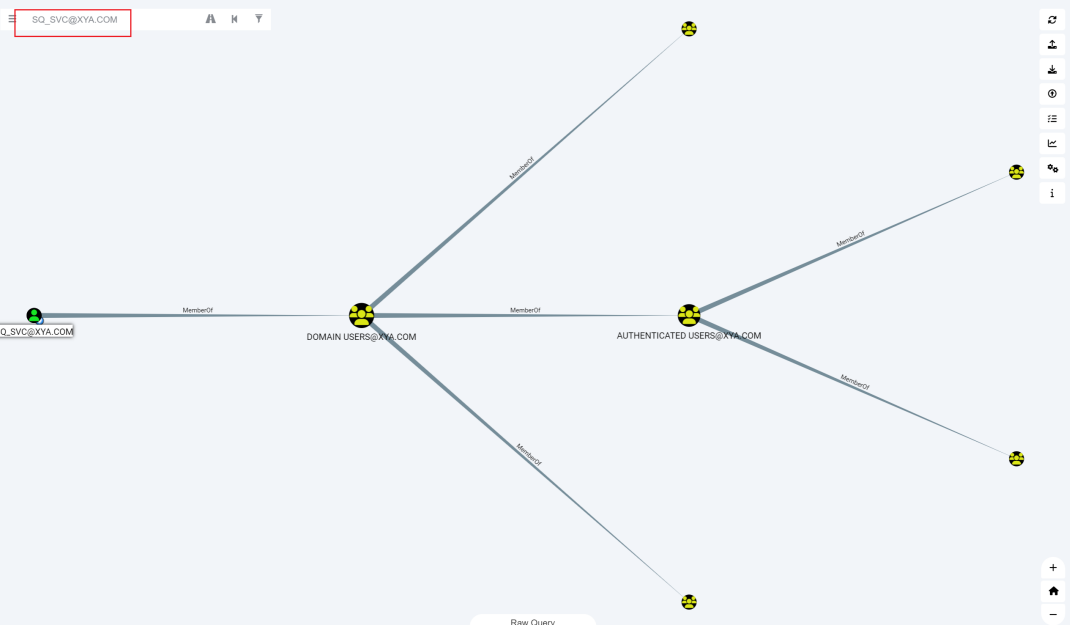 SQ_SVC@XYA.COM
MemberOf
MemberOf
MemberOf
MemberOf
Q_SVC@XYA.COM
DOMAIN USERS@XYA.COM
AUTHENTICATED USERS@XYA.COM
MemberOf
MemberOf
Raw Query